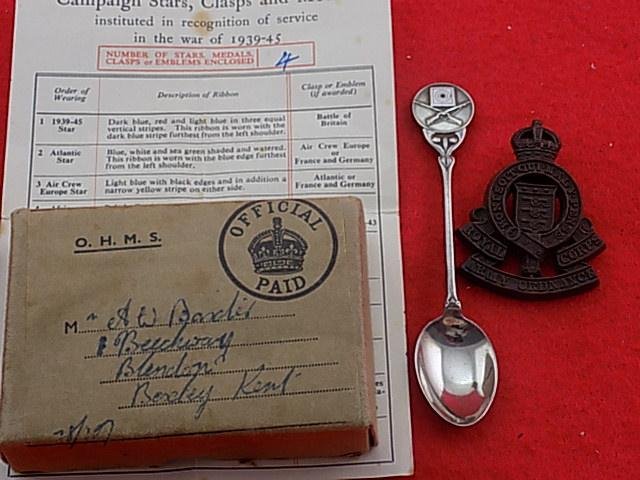 Campaign Stars, Clasps and Medals
instituted in recognition of service
in the war of 1939-45
NUMBER OF STARS, MEDALS,
CLASPS or EMBLEMS ENCLOSED 4
Order of Wearing
Description of Ribbon
Clasp or Emblem (if awarded)
1 1939-45 Star
Dark blue, red and light blue in three equal
vertical stripes. This ribbon is worn with the
dark blue stripe furthest from the left shoulder.
Battle of Britain
2 Atlantic Star
Blue, white and sea green shaded and watered.
This ribbon is worn with the blue edge furthest
from the left shoulder.
Air Crew Europe or France and Germany
3 Air Crew Europe Star
Light blue with black edges and in addition a
narrow yellow stripe on either side.
Atlantic or France and Germany
O. H. M. S.
OFFICIAL
PAID
M r A W Baxter
Beechway
Blendon
Bexley Kent
ROYAL
CORPS
ARMY ORDNANCE